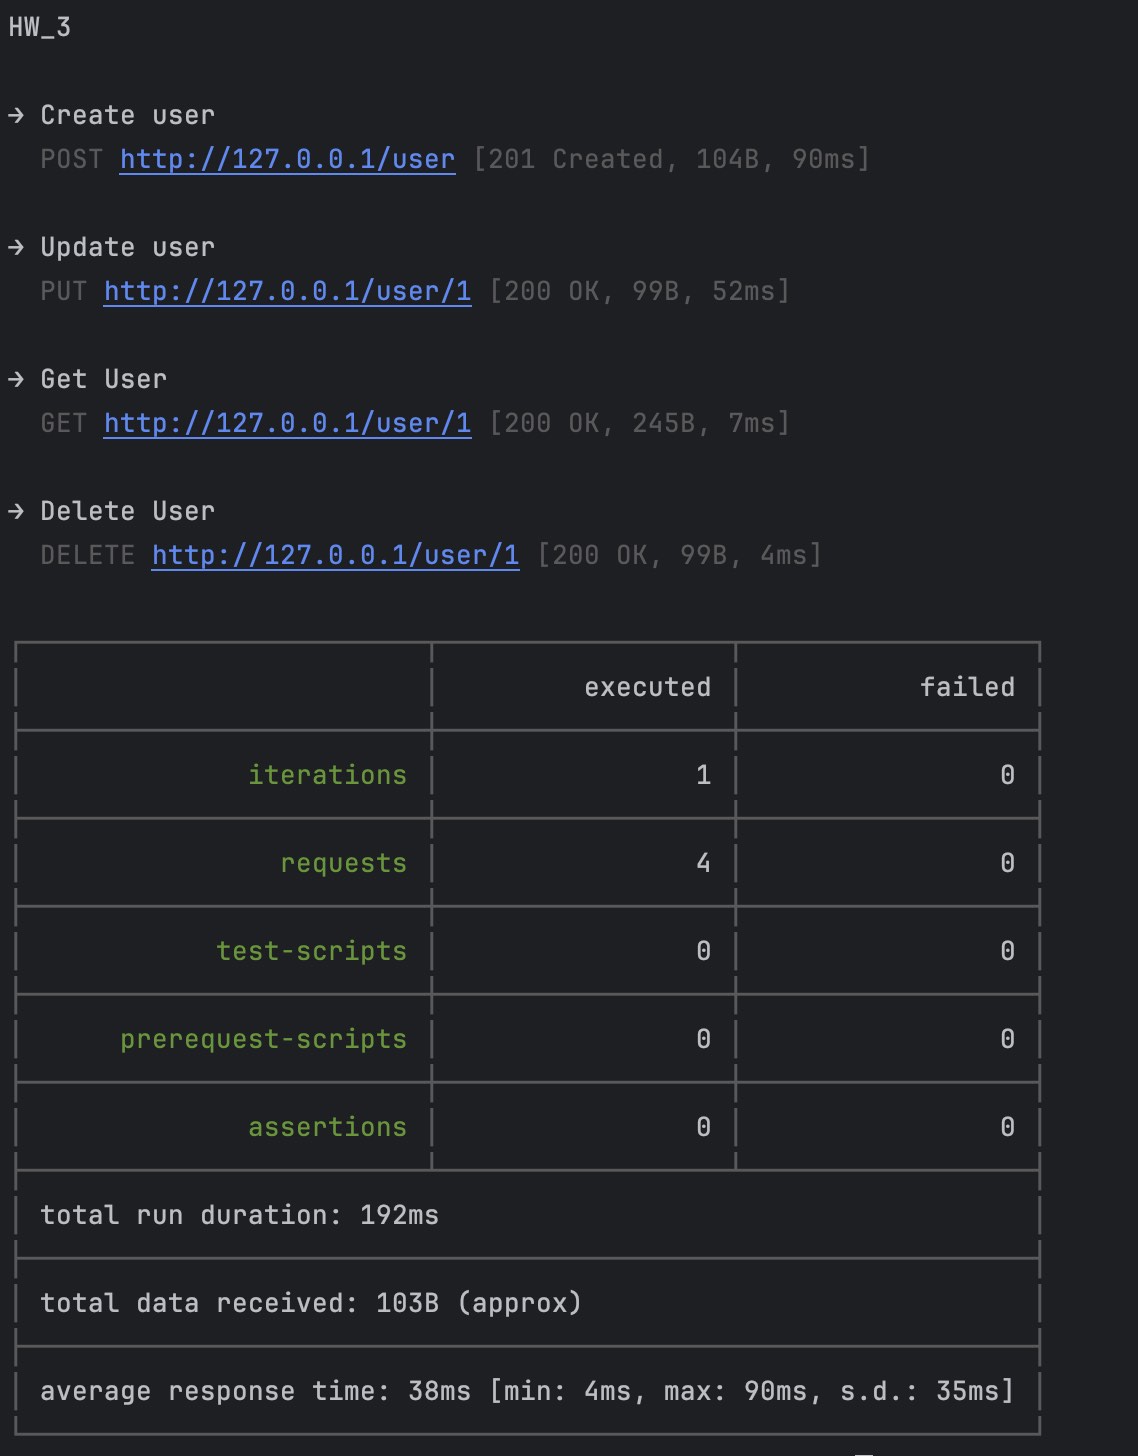 HW_3
→ Create user
POST http://127.0.0.1/user [201 Created, 104B, 90ms]
→ Update user
PUT http://127.0.0.1/user/1 [200 OK, 99B, 52ms]
→ Get User
GET http://127.0.0.1/user/1 [200 OK, 245B, 7ms]
→ Delete User
DELETE http://127.0.0.1/user/1 [200 OK, 99B, 4ms]
executed failed
iterations 1 0
requests 4 0
test-scripts 0 0
prerequest-scripts 0 0
assertions 0 0
total run duration: 192ms
total data received: 103B (approx)
average response time: 38ms [min: 4ms, max: 90ms, s.d.: 35ms]